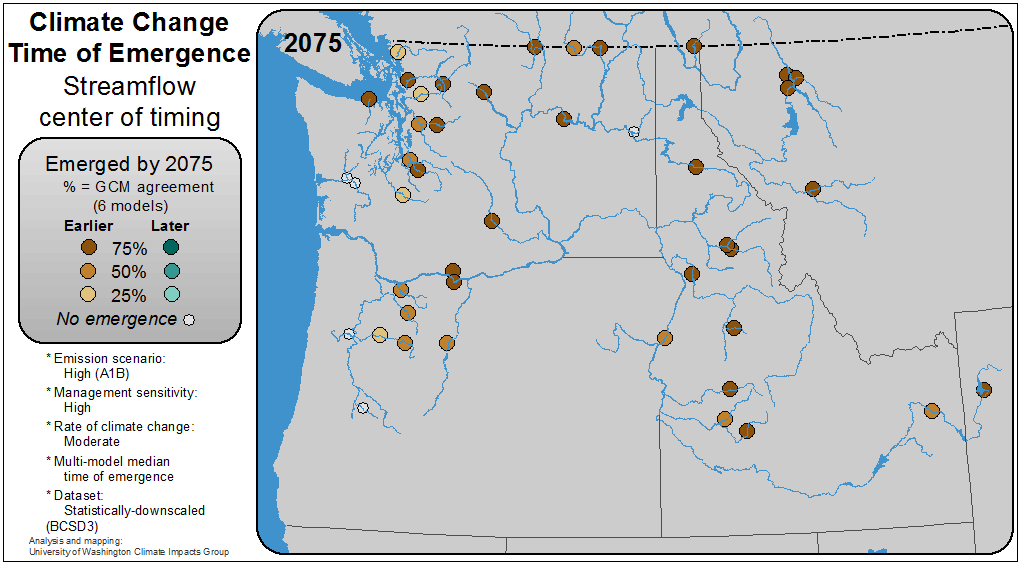 Climate Change
Time of Emergence
Streamflow
center of timing
2075
Emerged by 2075
% = GCM agreement
(6 models)
Earlier Later
75%
50%
25%
No emergence
* Emission scenario:
High (A1B)
* Management sensitivity:
High
* Rate of climate change:
Moderate
* Multi-model median
time of emergence
* Dataset:
Statistically-downscaled
(BCSD3)
Analysis and mapping:
University of Washington Climate Impacts Group